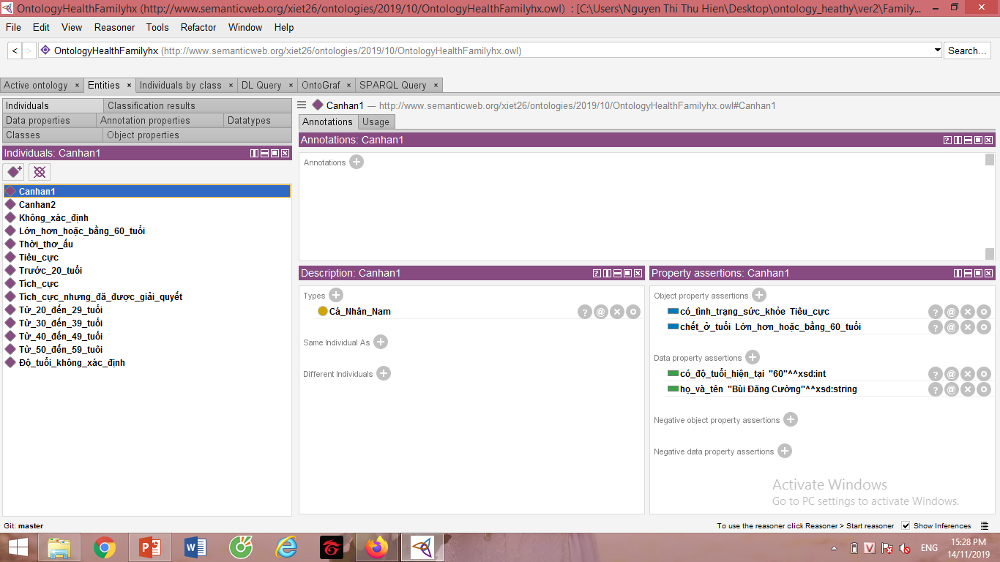 OntologyHealthFamilyhx (http://www.semanticweb.org/xiet26/ontologies/2019/10/OntologyHealthFamilyhx.owl) : [C:\Users\Nguyen Thi Thu Hien\Desktop\ontology_heathy\ver2\Family...
File Edit View Reasoner Tools Refactor Window Help
< > OntologyHealthFamilyhx (http://www.semanticweb.org/xiet26/ontologies/2019/10/OntologyHealthFamilyhx.owl) Search...
Active ontology × Entities × Individuals by class × DL Query × OntoGraf × SPARQL Query ×
Individuals Classification results
Data properties Annotation properties Datatypes
Classes Object properties
Individuals: Canhan1
Canhan1
Canhan2
Không_xác_định
Lớn_hơn_hoặc_bằng_60_tuổi
Thời_thơ_ấu
Tiêu_cực
Trước_20_tuổi
Tích_cực
Tích_cực_nhưng_đã_được_giải_quyết
Từ_20_đến_29_tuổi
Từ_30_đến_39_tuổi
Từ_40_đến_49_tuổi
Từ_50_đến_59_tuổi
Độ_tuổi_không_xác_định
Canhan1 — http://www.semanticweb.org/xiet26/ontologies/2019/10/OntologyHealthFamilyhx.owl#Canhan1
Annotations Usage
Annotations: Canhan1
Annotations
Description: Canhan1
Types
Cá_Nhân_Nam
Same Individual As
Different Individuals
Property assertions: Canhan1
Object property assertions
có_tình_trạng_sức_khỏe Tiêu_cực
chết_ở_tuổi Lớn_hơn_hoặc_bằng_60_tuổi
Data property assertions
có_độ_tuổi_hiện_tại "60"^^xsd:int
họ_và_tên "Bùi Đăng Cường"^^xsd:string
Negative object property assertions
Negative data property assertions
Activate Windows
Go to PC settings to activate Windows.
Git: master
To use the reasoner click Reasoner > Start reasoner Show Inferences
ENG
15:28 PM
14/11/2019